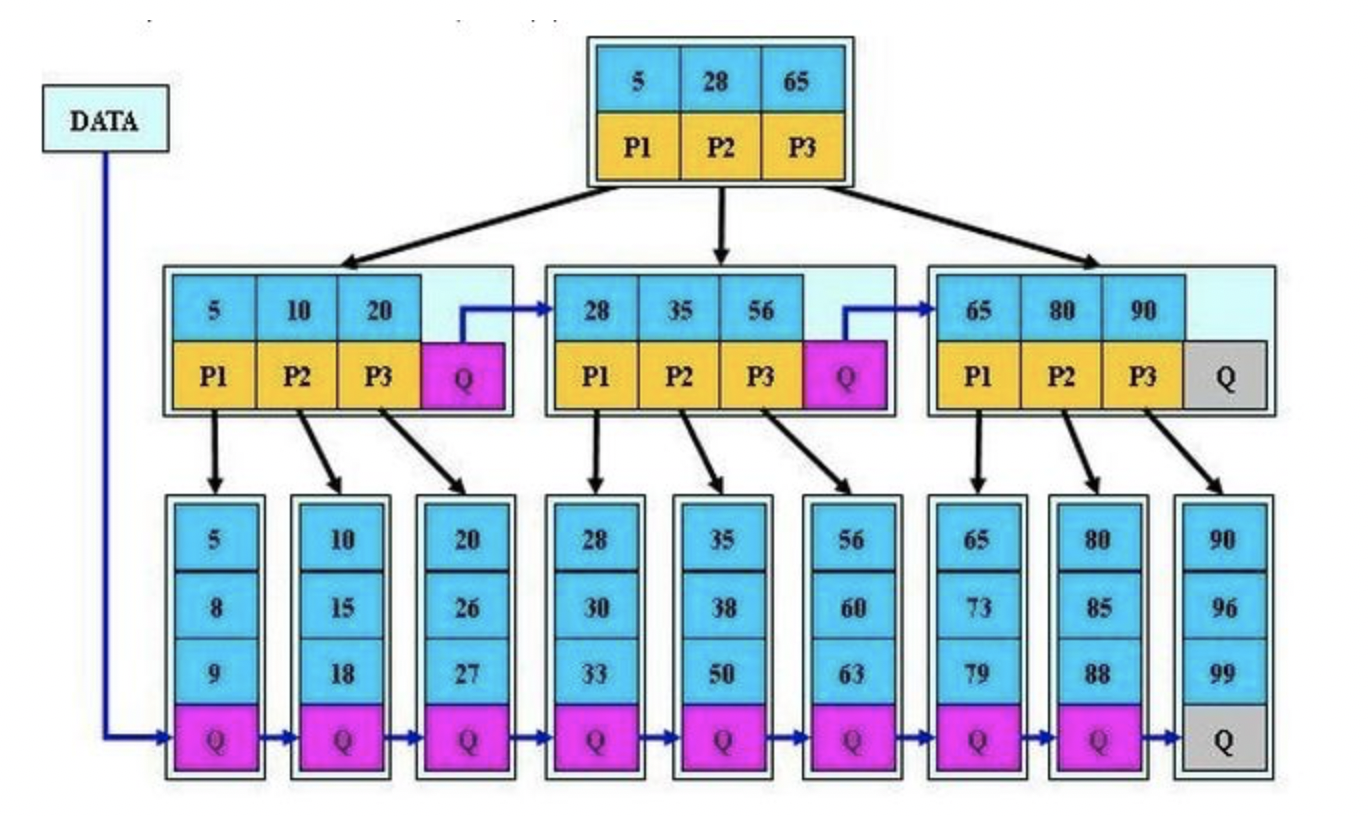 5 28 65
DATA
P1 P2 P3
5 10 20
28 35 56
65 80 90
P1 P2 P3 Q
P1 P2 P3 Q
P1 P2 P3 Q
5 10 20 28 35 56 65 80 90
8 15 26 30 38 60 73 85 96
9 18 27 33 50 63 79 88 99
Q Q Q Q Q Q Q Q Q